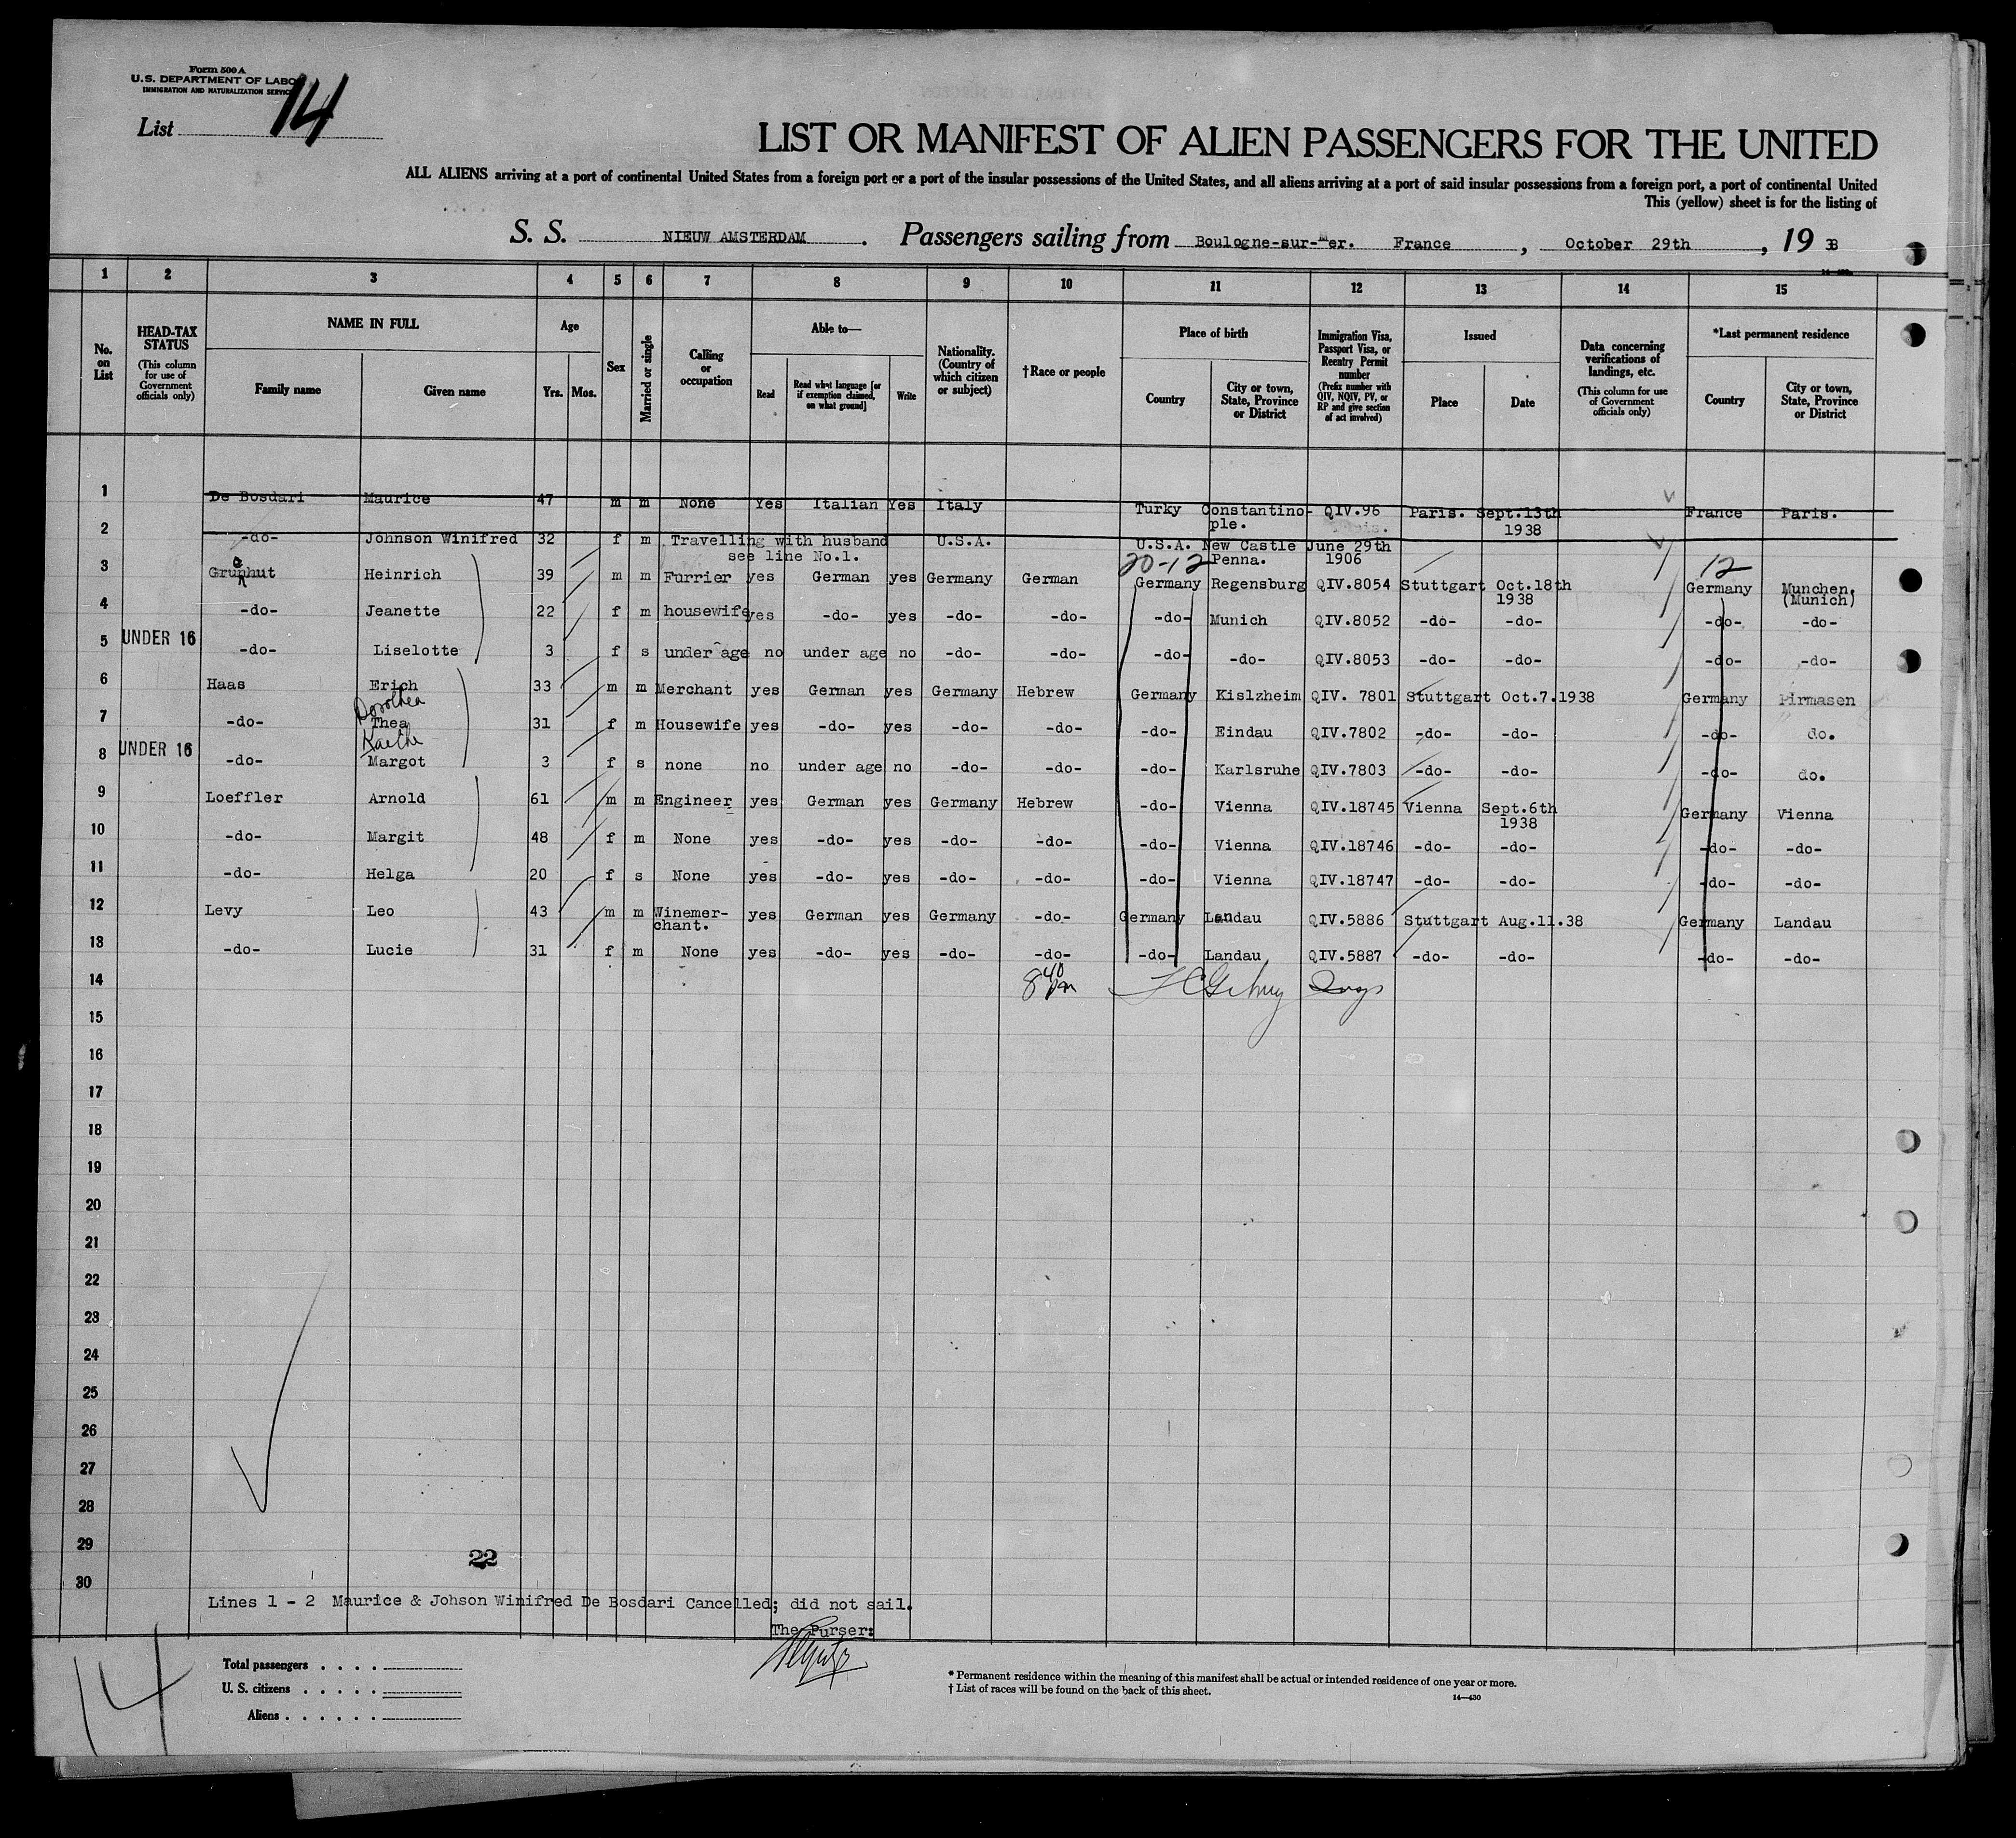 Form 500 A
U.S. DEPARTMENT OF LABOR
IMMIGRATION AND NATURALIZATION SERVICE
List 14
LIST OR MANIFEST OF ALIEN PASSENGERS FOR THE UNITED
ALL ALIENS arriving at a port of continental United States from a foreign port or a port of the insular possessions of the United States, and all aliens arriving at a port of said insular possessions from a foreign port, a port of continental United
This (yellow) sheet is for the listing of
S. S. NIEUW AMSTERDAM . Passengers sailing from Boulogne-sur-Mer. France , October 29th , 19 38
1 2 3 4 5 6 7 8 9 10 11 12 13 14 15
No. on List
HEAD-TAX STATUS (This column for use of Government officials only)
NAME IN FULL Family name Given name
Age Yrs. Mos.
Sex
Married or single
Calling or occupation
Able to— Read Read what language [or if exemption claimed, on what ground] Write
Nationality. (Country of which citizen or subject)
†Race or people
Place of birth Country City or town, State, Province or District
Immigration Visa, Passport Visa, or Reentry Permit number (Prefix number with QIV, NQIV, PV, or RP and give section of act involved)
Issued Place Date
Data concerning verifications of landings, etc. (This column for use of Government officials only)
*Last permanent residence Country City or town, State, Province or District
1 De Bosdari Maurice 47 m m None Yes Italian Yes Italy Turky Constantino- QIV.96 Paris. Sept.13th France Paris.
ple. 1938
2 -do- Johnson Winifred 32 f m Travelling with husband U.S.A. U.S.A. New Castle June 29th
see line No.1. 20-12 Penna. 1906 12
3 Grunhut e Heinrich 39 m m Furrier yes German yes Germany German Germany Regensburg QIV.8054 Stuttgart Oct.18th Germany Munchen.
1938 (Munich)
4 -do- Jeanette 22 f m housewife yes -do- yes -do- -do- -do- Munich QIV.8052 -do- -do- -do- -do-
5 UNDER 16 -do- Liselotte 3 f s under age no under age no -do- -do- -do- -do- QIV.8053 -do- -do- -do- -do-
6 Haas Erich 33 m m Merchant yes German yes Germany Hebrew Germany Kislzheim QIV. 7801 Stuttgart Oct.7.1938 Germany Pirmasen
Dorothea
7 -do- Thea 31 f m Housewife yes -do- yes -do- -do- -do- Eindau QIV.7802 -do- -do- -do- do.
Kaethe
8 UNDER 16 -do- Margot 3 f s none no under age no -do- -do- -do- Karlsruhe QIV.7803 -do- -do- -do- do.
9 Loeffler Arnold 61 m m Engineer yes German yes Germany Hebrew -do- Vienna QIV.18745 Vienna Sept.6th Germany Vienna
1938
10 -do- Margit 48 f m None yes -do- yes -do- -do- -do- Vienna QIV.18746 -do- -do- -do- -do-
11 -do- Helga 20 f s None yes -do- yes -do- -do- -do- Vienna QIV.18747 -do- -do- -do- -do-
12 Levy Leo 43 m m Winemer- yes German yes Germany -do- Germany Landau QIV.5886 Stuttgart Aug.11.38 Germany Landau
chant.
13 -do- Lucie 31 f m None yes -do- yes -do- -do- -do- Landau QIV.5887 -do- -do- -do- -do-
14 8 40
15
16
17
18
19
20
21
22
23
24
25
26
27
28
29
22
30
Lines 1 - 2 Maurice & Johson Winifred De Bosdari Cancelled; did not sail.
The Purser:
14
Total passengers
U. S. citizens
Aliens
* Permanent residence within the meaning of this manifest shall be actual or intended residence of one year or more.
† List of races will be found on the back of this sheet.
14—430